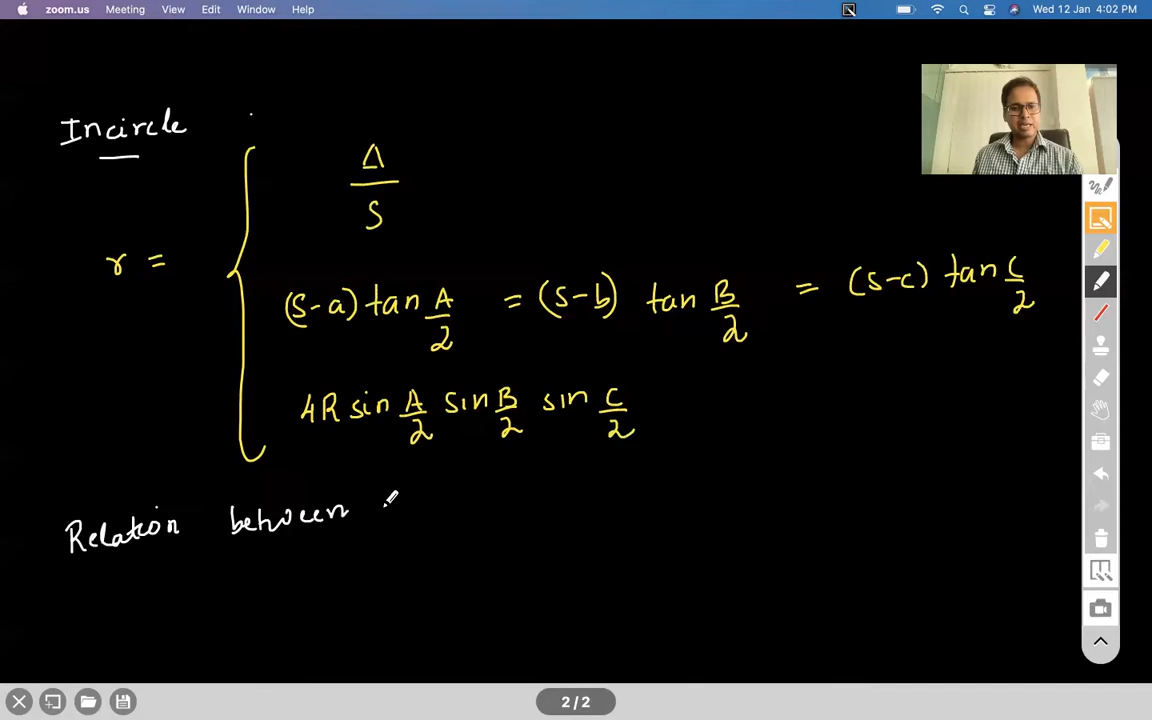 zoom.us Meeting View Edit Window Help Wed 12 Jan 4:02 PM
Incircle
r =
Δ
S
(s-a) tan A/2 = (s-b) tan B/2 = (s-c) tan C/2
4R sin A/2 sin B/2 sin C/2
Relation between
2/2